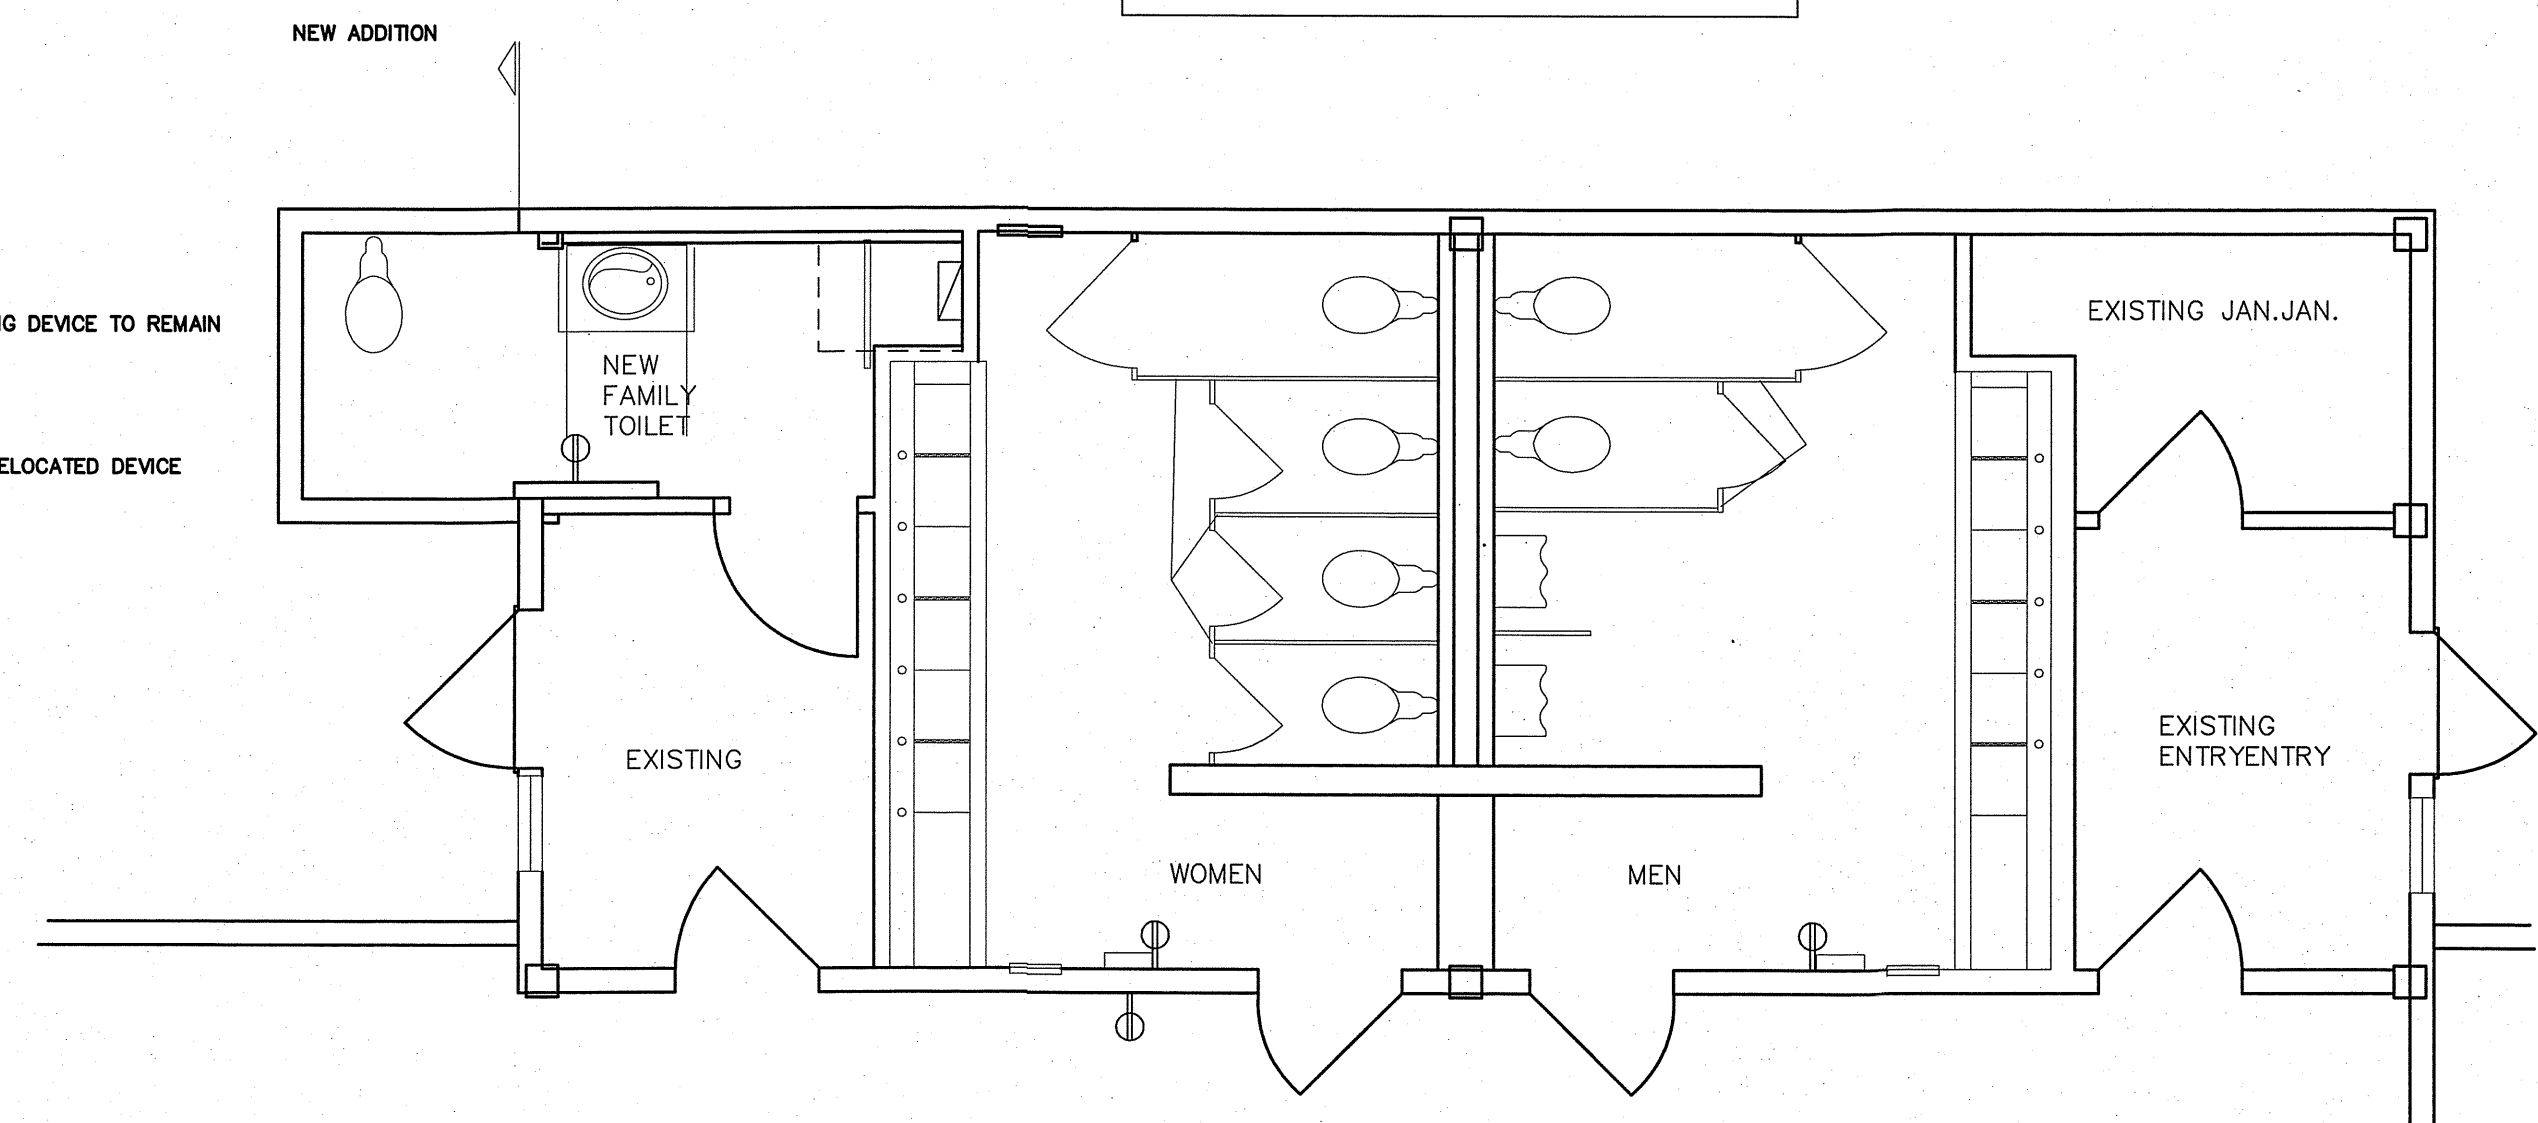 NEW ADDITION
G DEVICE TO REMAIN
ELOCATED DEVICE
NEW
FAMILY
TOILET
EXISTING JAN.JAN.
EXISTING
EXISTING
ENTRYENTRY
WOMEN
MEN